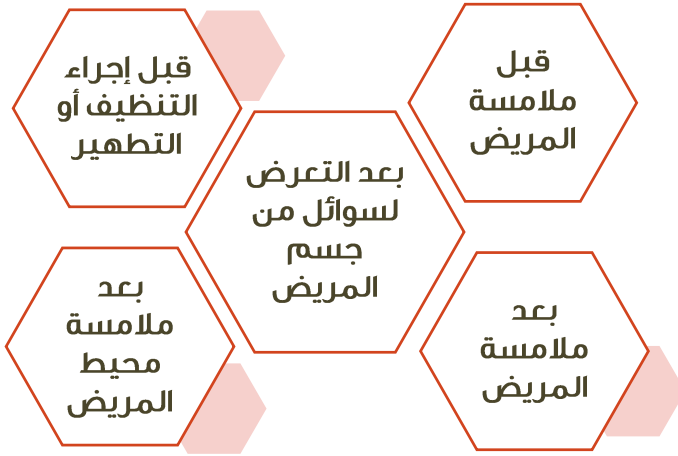 قبل
ملامسة
المريض
قبل إجراء
التنظيف أو
التطهير
بعد التعرض
لسوائل من
جسم
المريض
بعد
ملامسة
المريض
بعد
ملامسة
محيط
المريض